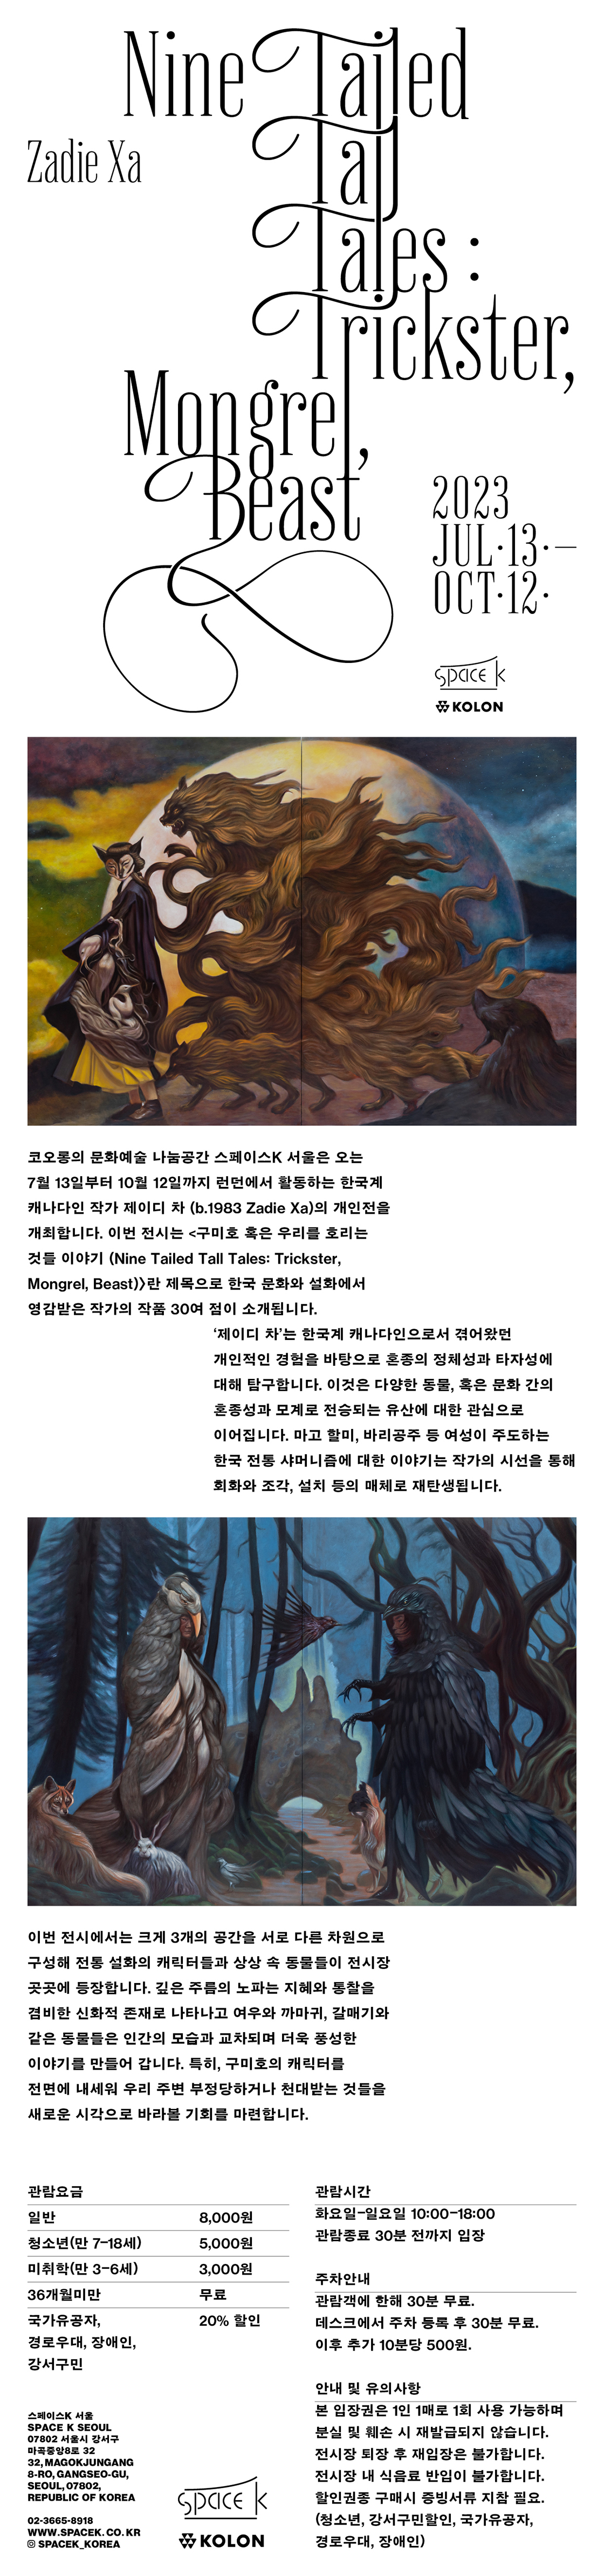 Nine Tailed
Zadie Xa
Tall
Tales :
Trickster,
Mongrel,
Beast
2023
JUL·13·—
OCT·12·
space k
KOLON
코오롱의 문화예술 나눔공간 스페이스K 서울은 오는
7월 13일부터 10월 12일까지 런던에서 활동하는 한국계
캐나다인 작가 제이디 차 (b.1983 Zadie Xa)의 개인전을
개최합니다. 이번 전시는 <구미호 혹은 우리를 호리는
것들 이야기 (Nine Tailed Tall Tales: Trickster,
Mongrel, Beast)〉란 제목으로 한국 문화와 설화에서
영감받은 작가의 작품 30여 점이 소개됩니다.
‘제이디 차’는 한국계 캐나다인으로서 겪어왔던
개인적인 경험을 바탕으로 혼종의 정체성과 타자성에
대해 탐구합니다. 이것은 다양한 동물, 혹은 문화 간의
혼종성과 모계로 전승되는 유산에 대한 관심으로
이어집니다. 마고 할미, 바리공주 등 여성이 주도하는
한국 전통 샤머니즘에 대한 이야기는 작가의 시선을 통해
회화와 조각, 설치 등의 매체로 재탄생됩니다.
이번 전시에서는 크게 3개의 공간을 서로 다른 차원으로
구성해 전통 설화의 캐릭터들과 상상 속 동물들이 전시장
곳곳에 등장합니다. 깊은 주름의 노파는 지혜와 통찰을
겸비한 신화적 존재로 나타나고 여우와 까마귀, 갈매기와
같은 동물들은 인간의 모습과 교차되며 더욱 풍성한
이야기를 만들어 갑니다. 특히, 구미호의 캐릭터를
전면에 내세워 우리 주변 부정당하거나 천대받는 것들을
새로운 시각으로 바라볼 기회를 마련합니다.
관람요금
일반 8,000원
청소년(만 7–18세) 5,000원
미취학(만 3–6세) 3,000원
36개월미만 무료
국가유공자, 20% 할인
경로우대, 장애인,
강서구민
관람시간
화요일–일요일 10:00–18:00
관람종료 30분 전까지 입장
주차안내
관람객에 한해 30분 무료.
데스크에서 주차 등록 후 30분 무료.
이후 추가 10분당 500원.
안내 및 유의사항
본 입장권은 1인 1매로 1회 사용 가능하며
분실 및 훼손 시 재발급되지 않습니다.
전시장 퇴장 후 재입장은 불가합니다.
전시장 내 식음료 반입이 불가합니다.
할인권종 구매시 증빙서류 지참 필요.
(청소년, 강서구민할인, 국가유공자,
경로우대, 장애인)
스페이스K 서울
SPACE K SEOUL
07802 서울시 강서구
마곡중앙8로 32
32, MAGOKJUNGANG
8-RO, GANGSEO-GU,
SEOUL, 07802,
REPUBLIC OF KOREA
02-3665-8918
WWW.SPACEK.CO.KR
SPACEK_KOREA
space k
KOLON